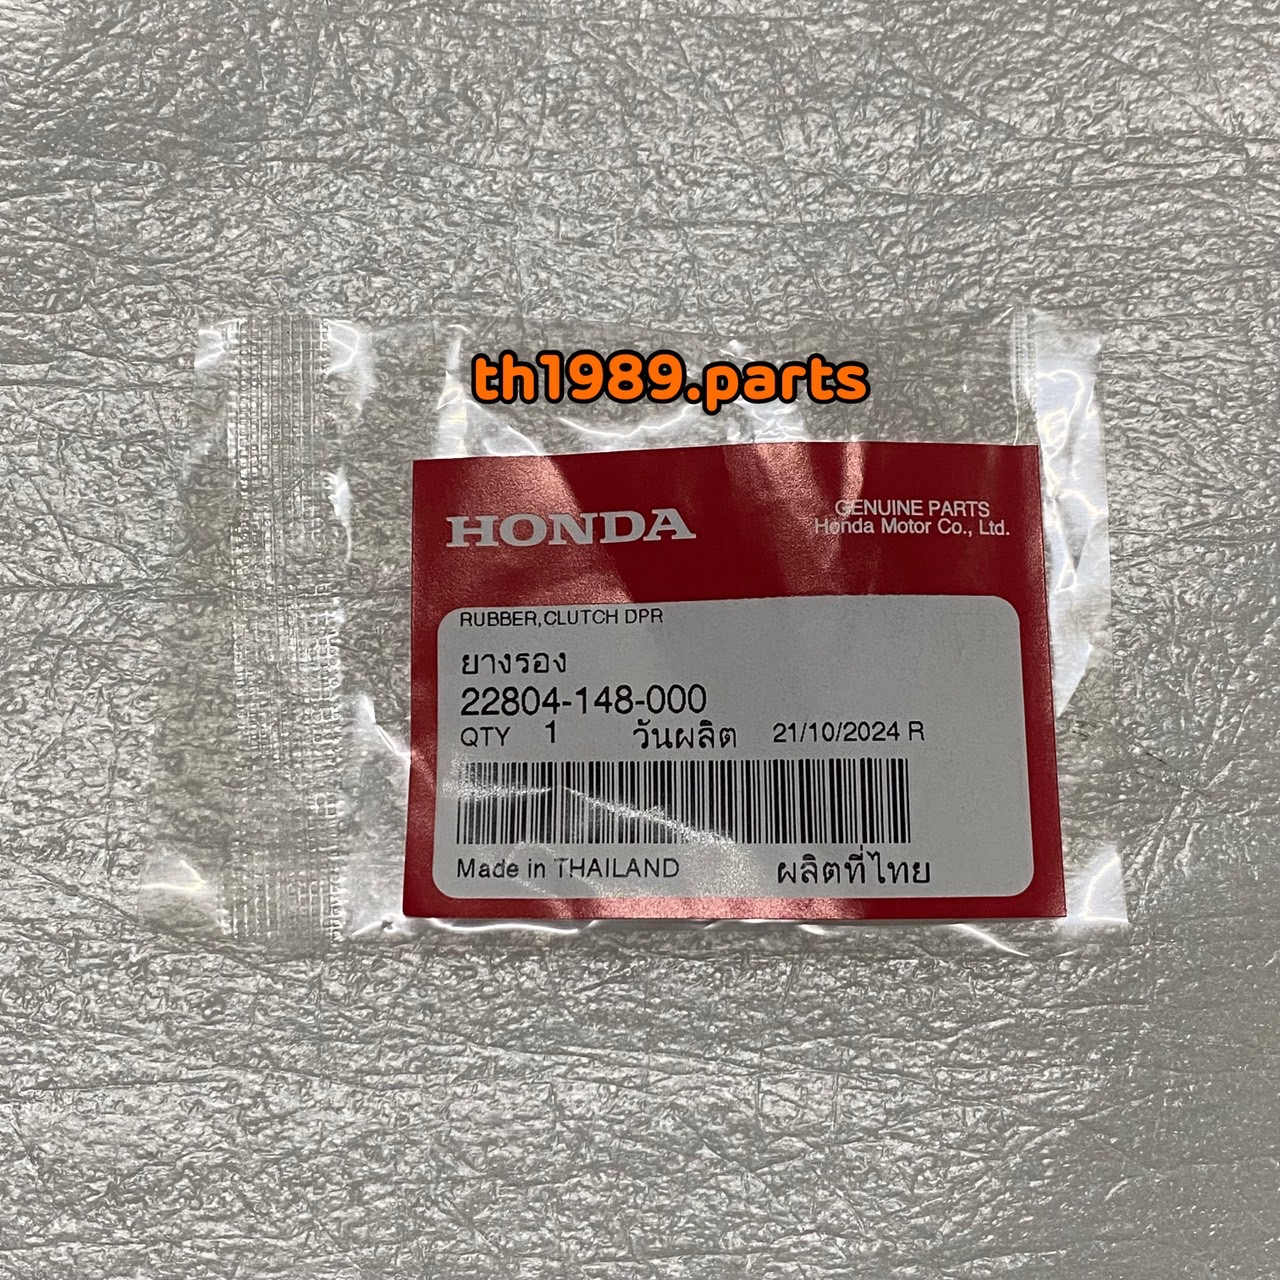 th1989.parts
HONDA
GENUINE PARTS
Honda Motor Co., Ltd.
RUBBER,CLUTCH DPR
ยางรอง
22804-148-000
QTY 1 วันผลิต 21/10/2024 R
Made in THAILAND ผลิตที่ไทย